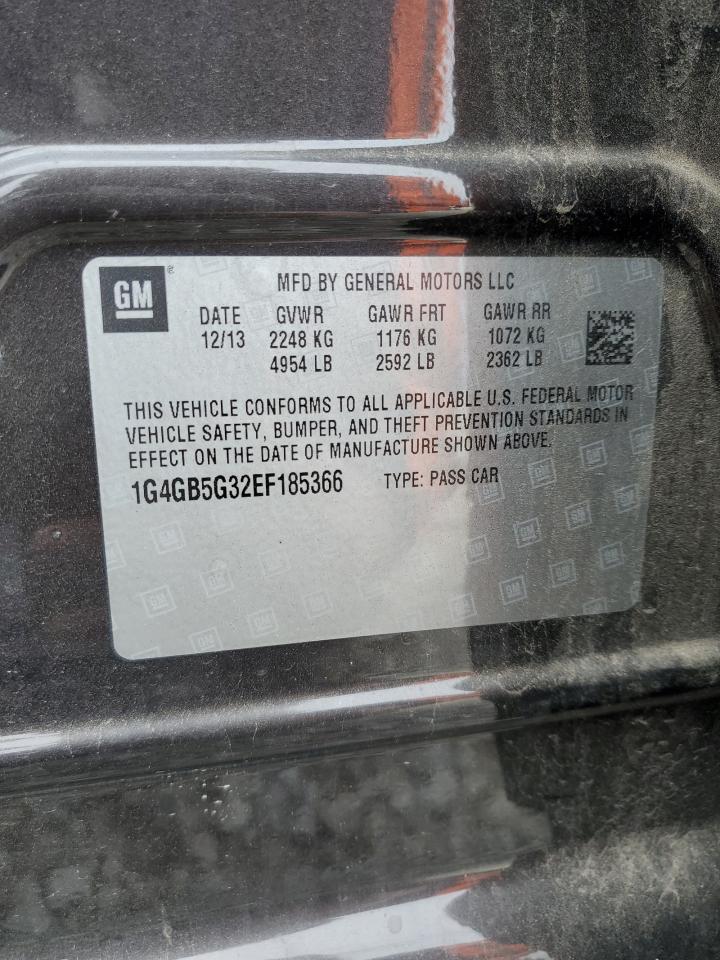 GM®
MFD BY GENERAL MOTORS LLC
DATE GVWR GAWR FRT GAWR RR
12/13 2248 KG 1176 KG 1072 KG
4954 LB 2592 LB 2362 LB
THIS VEHICLE CONFORMS TO ALL APPLICABLE U.S. FEDERAL MOTOR
VEHICLE SAFETY, BUMPER, AND THEFT PREVENTION STANDARDS IN
EFFECT ON THE DATE OF MANUFACTURE SHOWN ABOVE.
1G4GB5G32EF185366 TYPE: PASS CAR